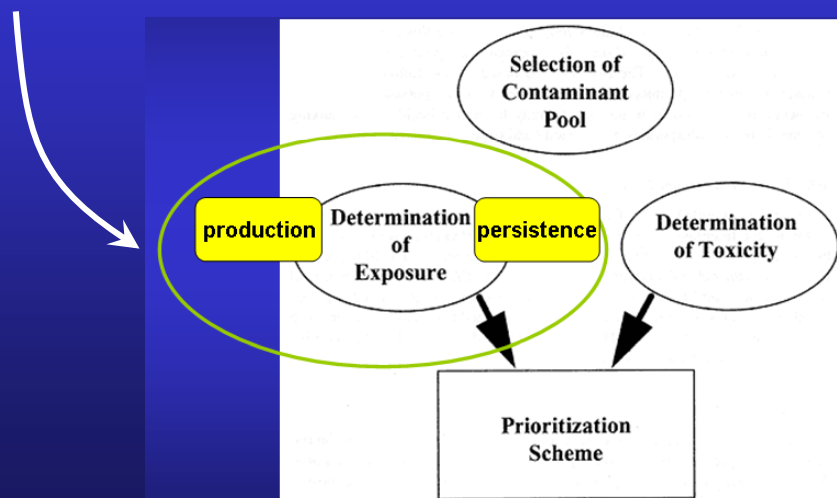 Selection of
Contaminant
Pool
production
Determination
of
Exposure
persistence
Determination
of Toxicity
Prioritization
Scheme